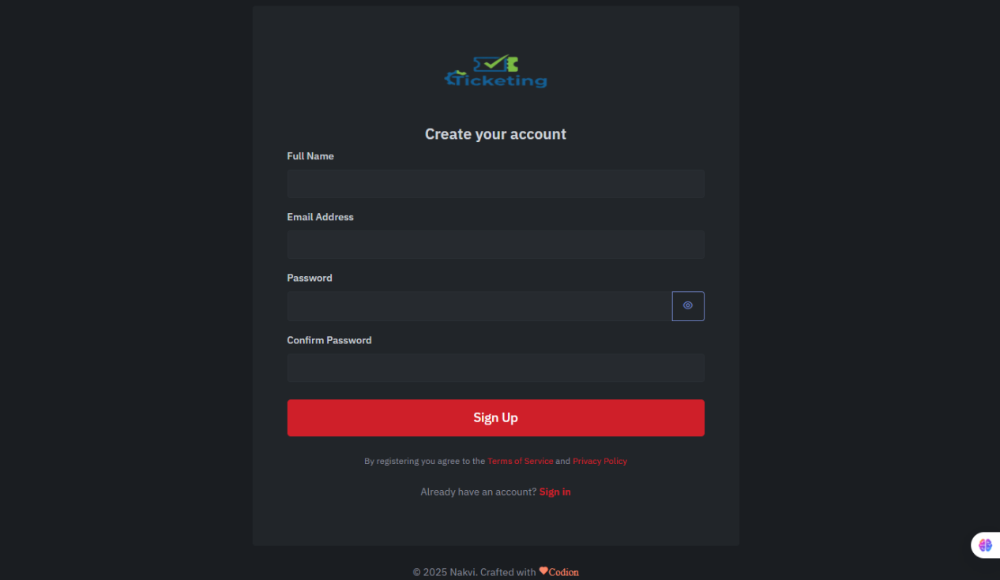 Ticketing
Create your account
Full Name
Email Address
Password
Confirm Password
Sign Up
By registering you agree to the Terms of Service and Privacy Policy
Already have an account? Sign in
© 2025 Nakvi. Crafted with ❤Codion